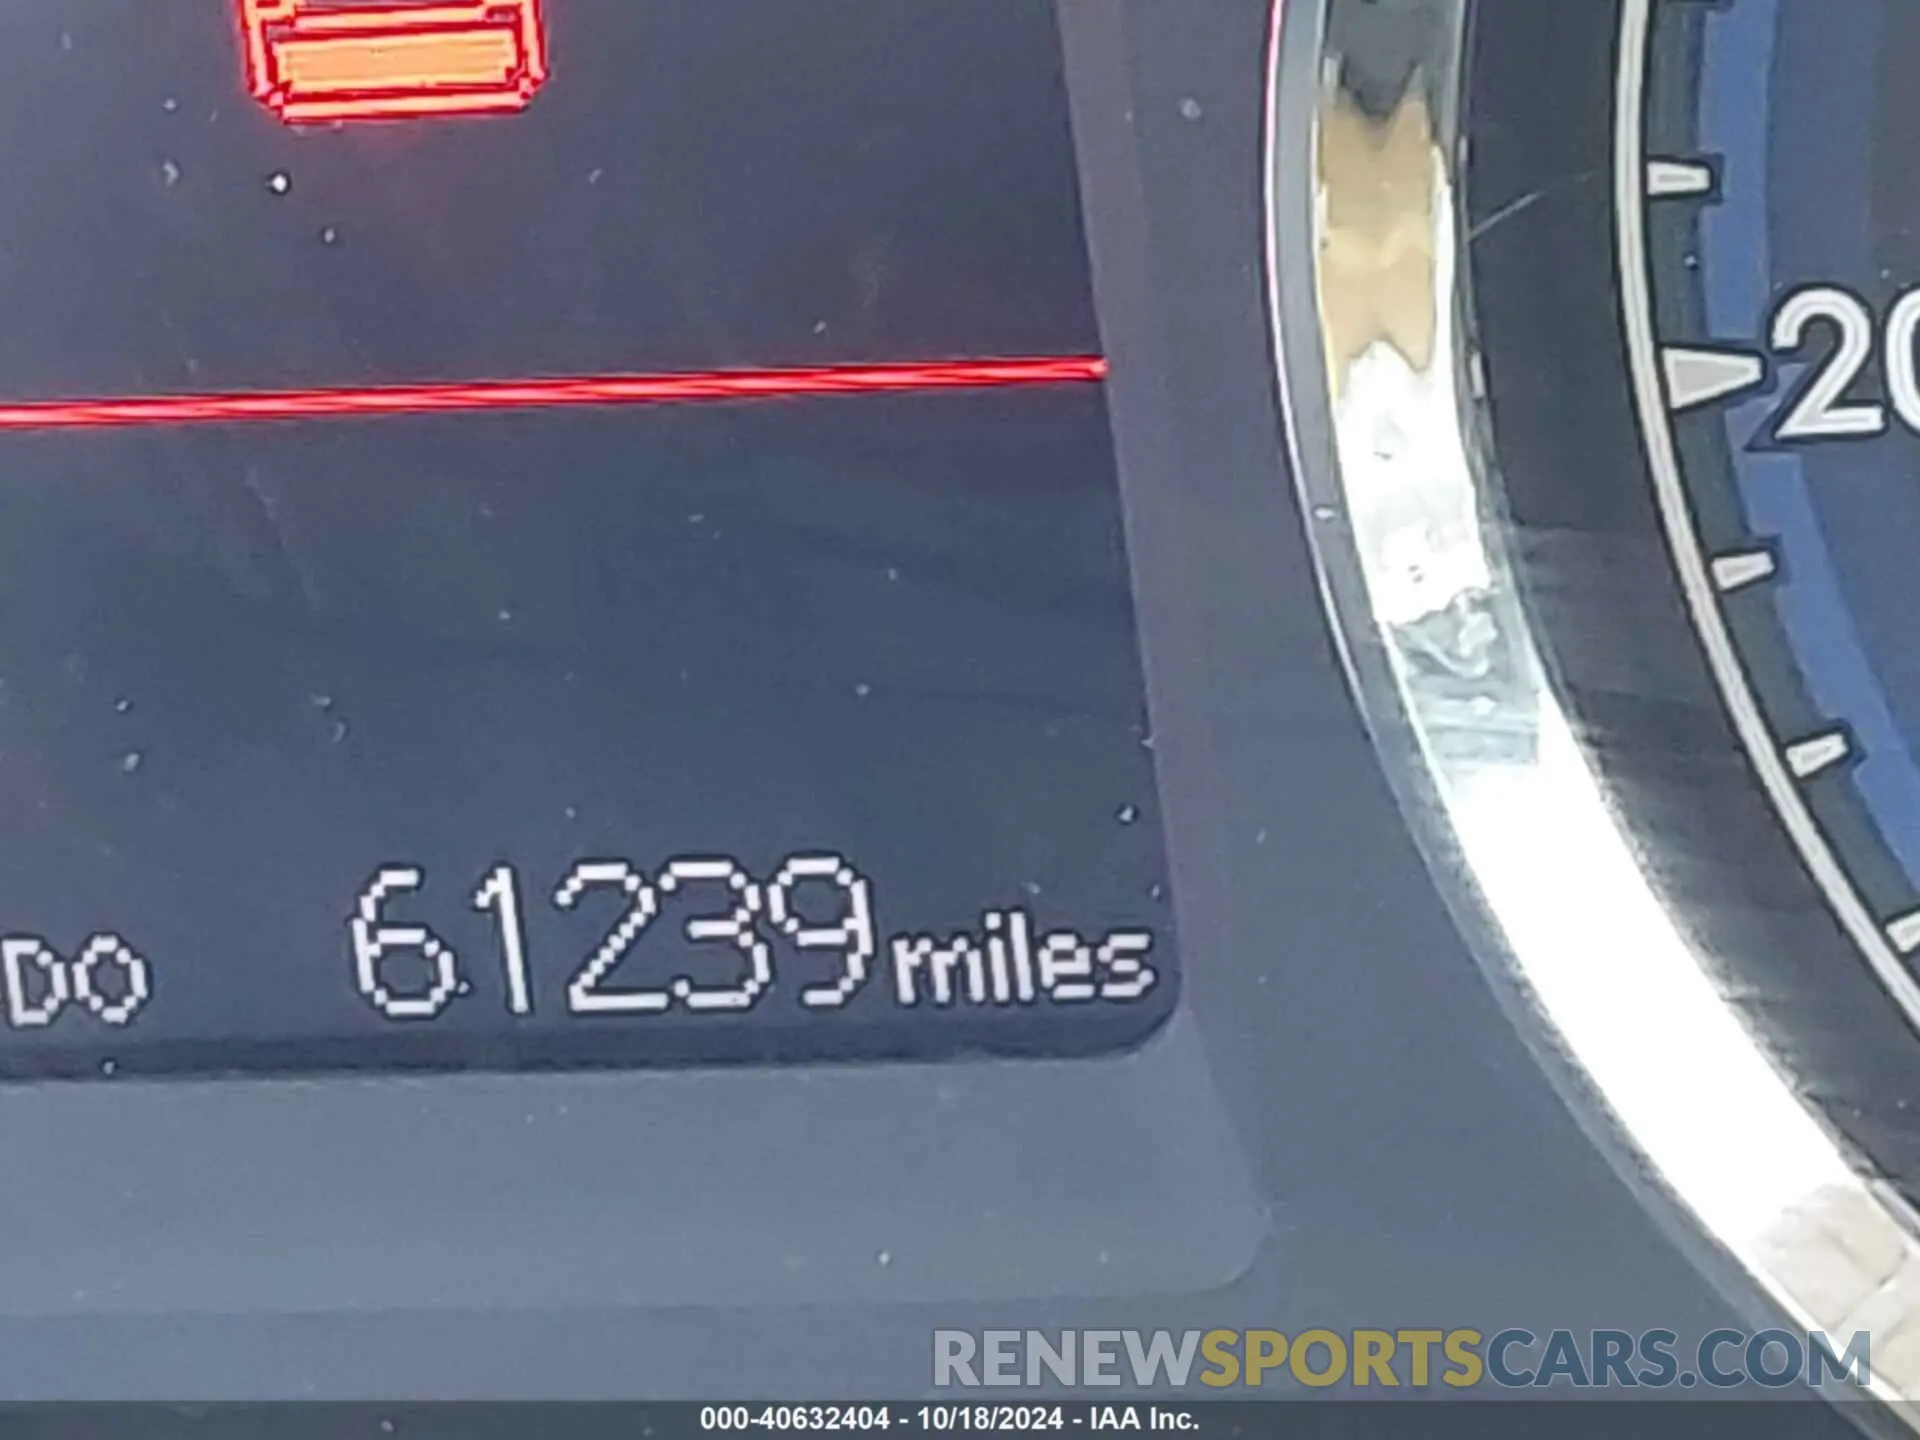 20
DO 61239 miles
RENEWSPORTSCARS.COM
000-40632404 - 10/18/2024 - IAA Inc.